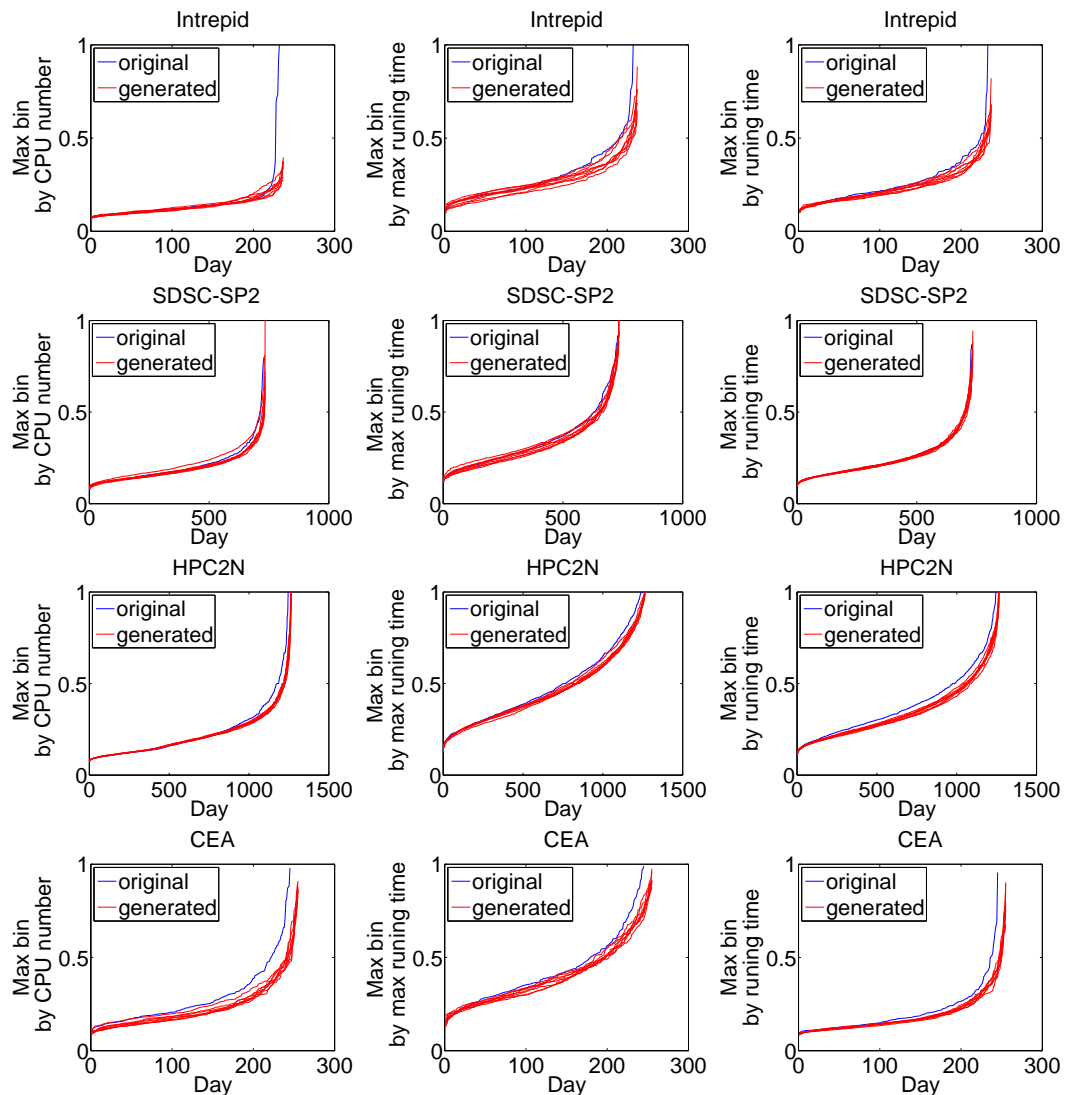 Intrepid
Max bin
by CPU number
1
0.5
0
original
generated
0 100 200 300
Day
Intrepid
Max bin
by max runing time
1
0.5
0
original
generated
0 100 200 300
Day
Intrepid
Max bin
by runing time
1
0.5
0
original
generated
0 100 200 300
Day
SDSC-SP2
Max bin
by CPU number
1
0.5
0
original
generated
0 500 1000
Day
SDSC-SP2
Max bin
by max runing time
1
0.5
0
original
generated
0 500 1000
Day
SDSC-SP2
Max bin
by runing time
1
0.5
0
original
generated
0 500 1000
Day
HPC2N
Max bin
by CPU number
1
0.5
0
original
generated
0 500 1000 1500
Day
HPC2N
Max bin
by max runing time
1
0.5
0
original
generated
0 500 1000 1500
Day
HPC2N
Max bin
by runing time
1
0.5
0
original
generated
0 500 1000 1500
Day
CEA
Max bin
by CPU number
1
0.5
0
original
generated
0 100 200 300
Day
CEA
Max bin
by max runing time
1
0.5
0
original
generated
0 100 200 300
Day
CEA
Max bin
by runing time
1
0.5
0
original
generated
0 100 200 300
Day